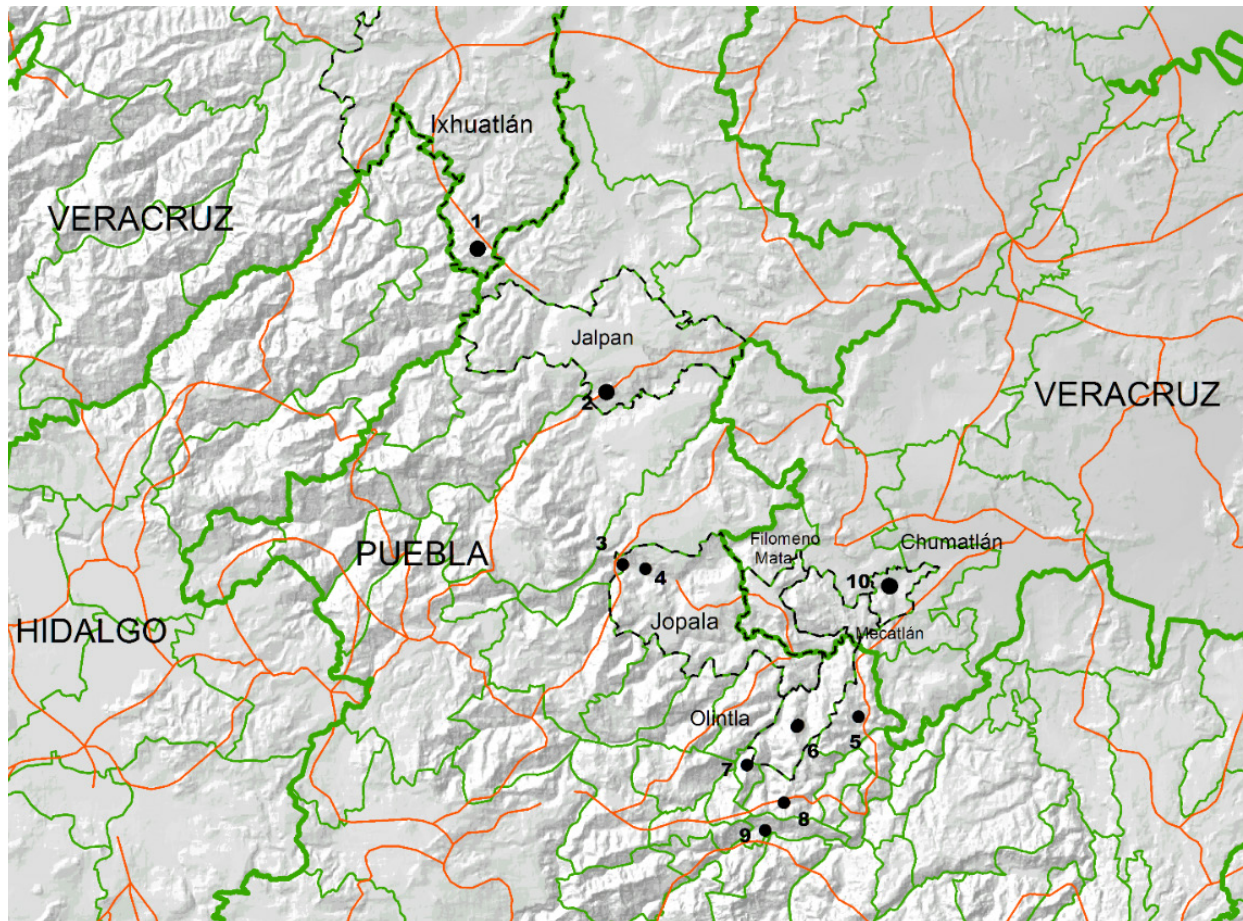 Ixhuatlán
VERACRUZ
1
Jalpan
2
VERACRUZ
PUEBLA
3
4
Filomeno
Mata
Chumatlán
10
HIDALGO
Jopala
Mecatlán
Olintla
5
6
7
8
9